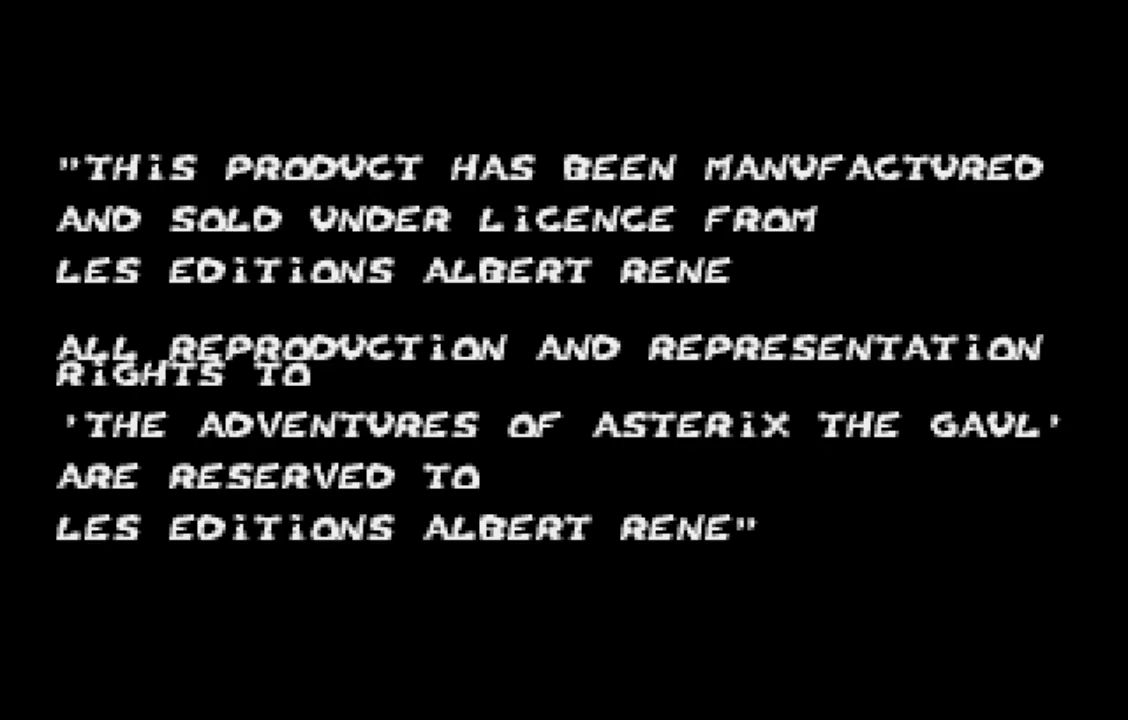 "THiS PRODUCT HAS BEEN MANUFACTURED
AND SOLD UNDER LiCENCE FROM
LES EDiTiONS ALBERT RENE
ALL REPRODUCTiON AND REPRESENTATiON
RiGHTS TO
'THE ADVENTURES OF ASTERiX THE GAUL'
ARE RESERVED TO
LES EDiTiONS ALBERT RENE"